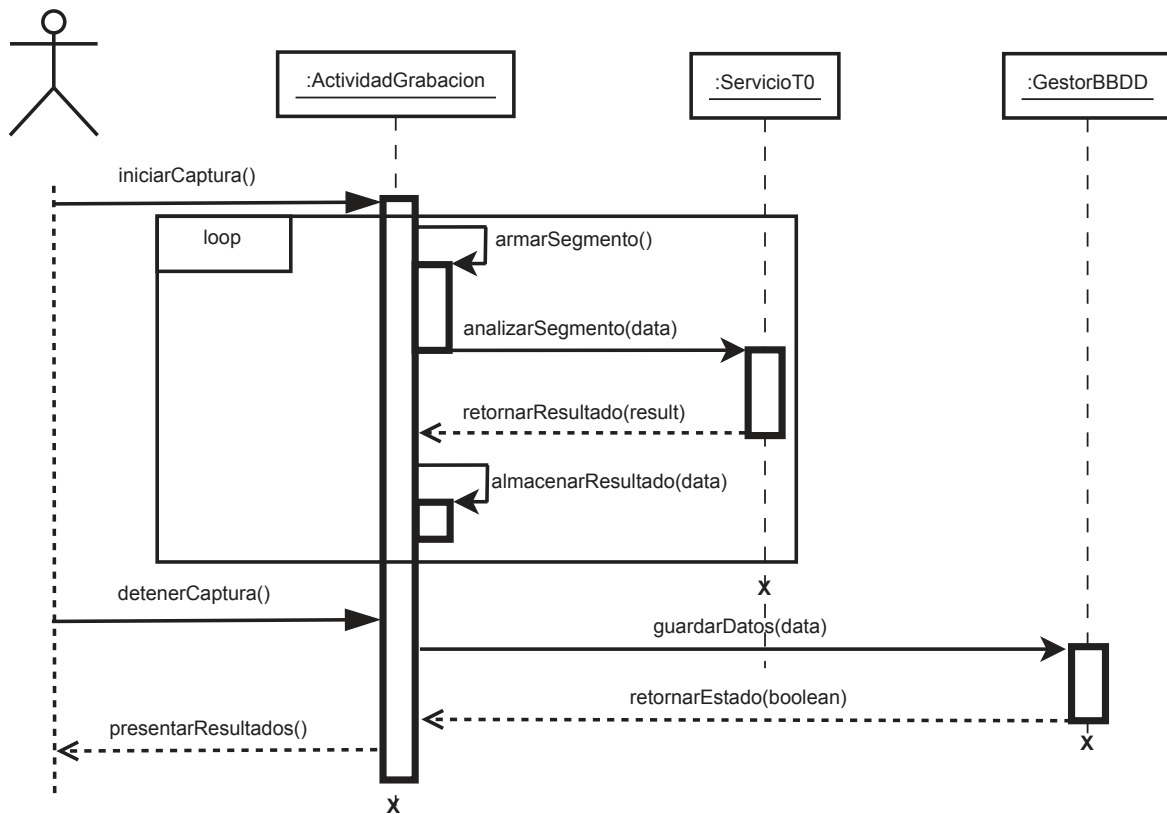 :ActividadGrabacion
:ServicioT0
:GestorBBDD
iniciarCaptura()
loop
armarSegmento()
analizarSegmento(data)
retornarResultado(result)
almacenarResultado(data)
X
detenerCaptura()
guardarDatos(data)
retornarEstado(boolean)
presentarResultados()
X
X